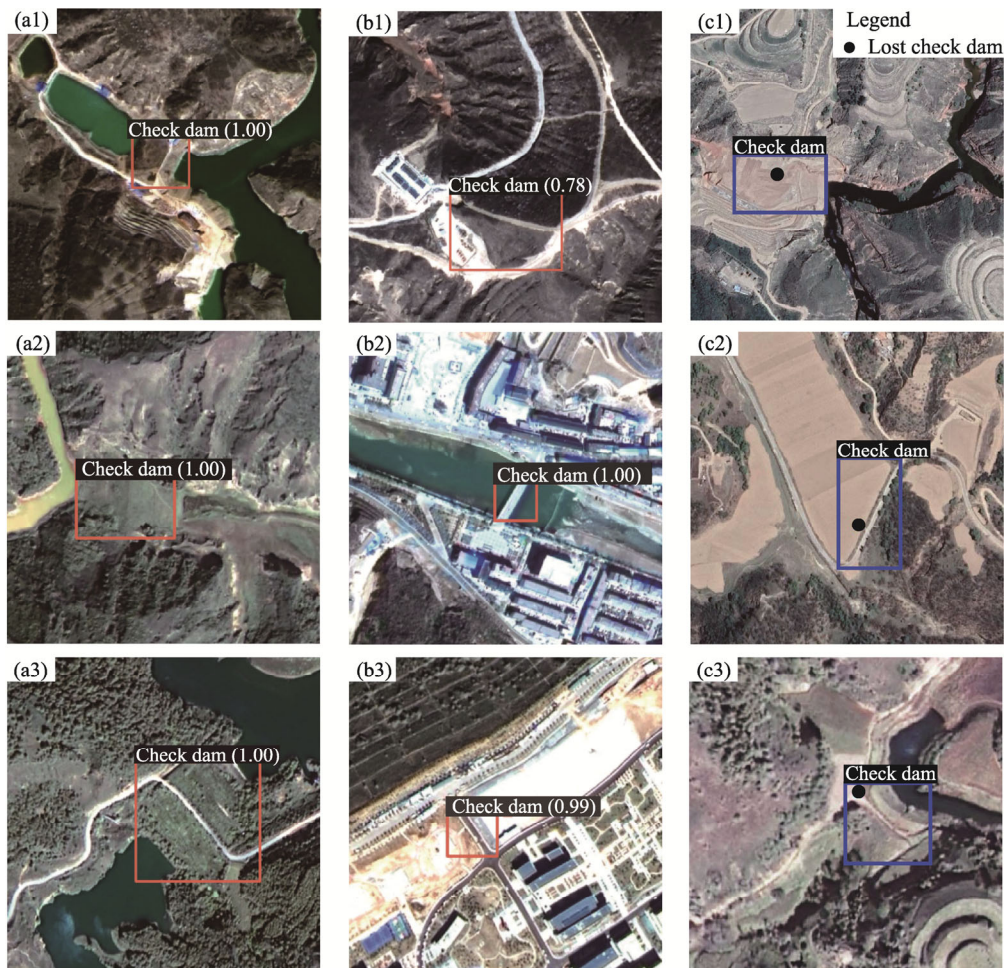 (a1)
Check dam (1.00)
(b1)
Check dam (0.78)
(c1)
Legend
Lost check dam
Check dam
(a2)
Check dam (1.00)
(b2)
Check dam (1.00)
(c2)
Check dam
(a3)
Check dam (1.00)
(b3)
Check dam (0.99)
(c3)
Check dam